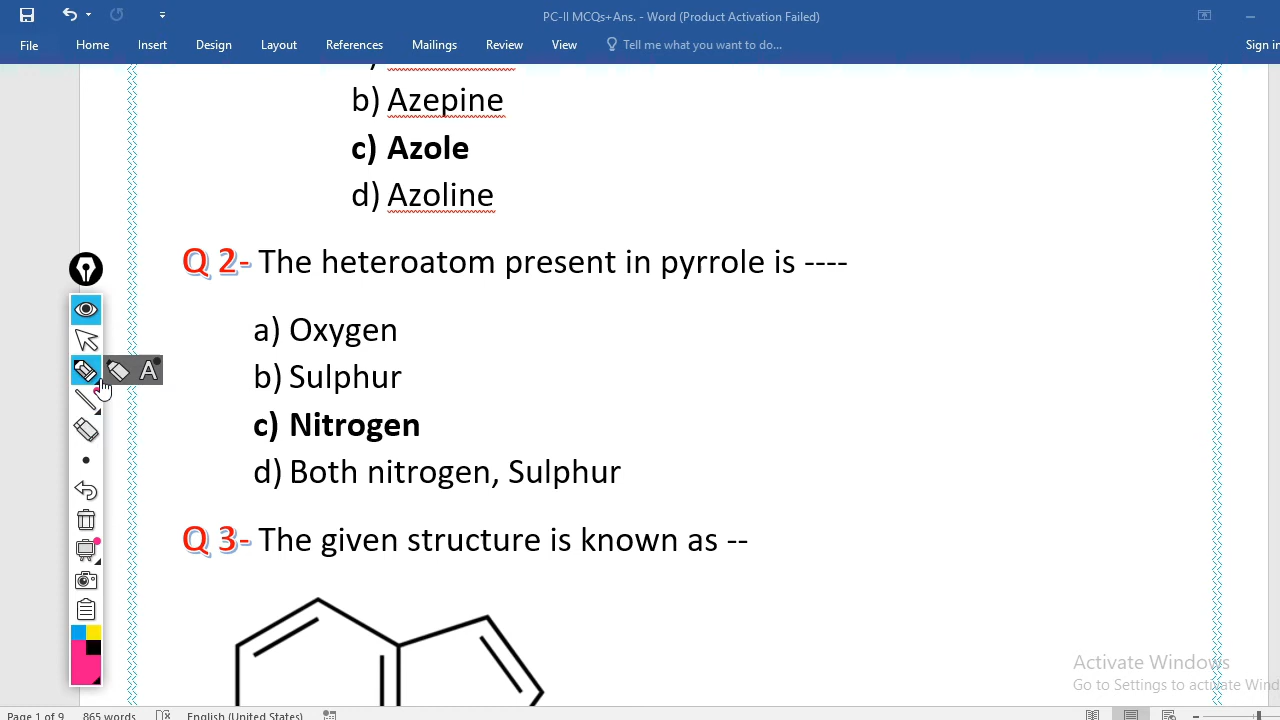 PC-II MCQs+Ans. - Word (Product Activation Failed)
File Home Insert Design Layout References Mailings Review View Tell me what you want to do... Sign in
b) Azepine
c) Azole
d) Azoline
Q 2- The heteroatom present in pyrrole is ----
a) Oxygen
b) Sulphur
c) Nitrogen
d) Both nitrogen, Sulphur
Q 3- The given structure is known as --
A
Activate Windows
Go to Settings to activate Wind
Page 1 of 9 865 words English (United States)